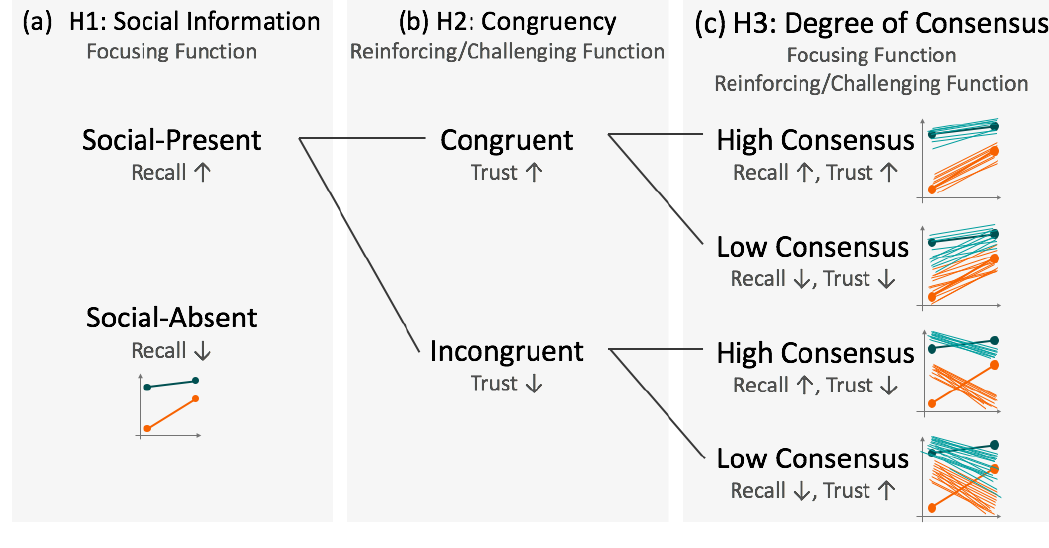 (a) H1: Social Information
Focusing Function
Social-Present
Recall ↑
Social-Absent
Recall ↓
(b) H2: Congruency
Reinforcing/Challenging Function
Congruent
Trust ↑
Incongruent
Trust ↓
(c) H3: Degree of Consensus
Focusing Function
Reinforcing/Challenging Function
High Consensus
Recall ↑, Trust ↑
Low Consensus
Recall ↓, Trust ↓
High Consensus
Recall ↑, Trust ↓
Low Consensus
Recall ↓, Trust ↑